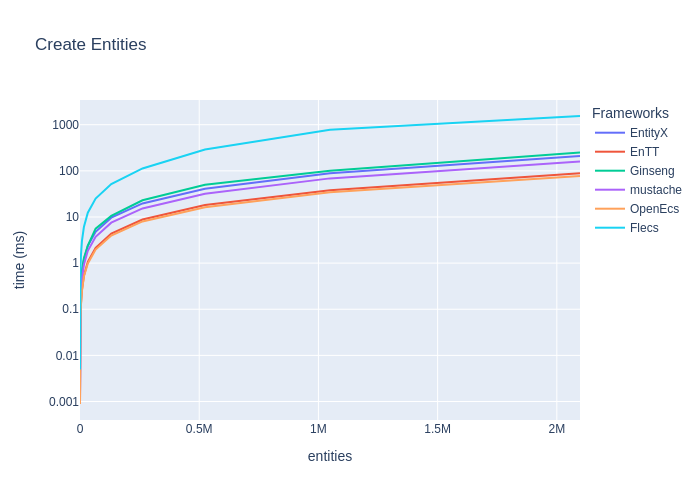 Create Entities
Frameworks
EntityX
EnTT
Ginseng
mustache
OpenEcs
Flecs
time (ms)
1000
100
10
1
0.1
0.01
0.001
0
0.5M
1M
1.5M
2M
entities